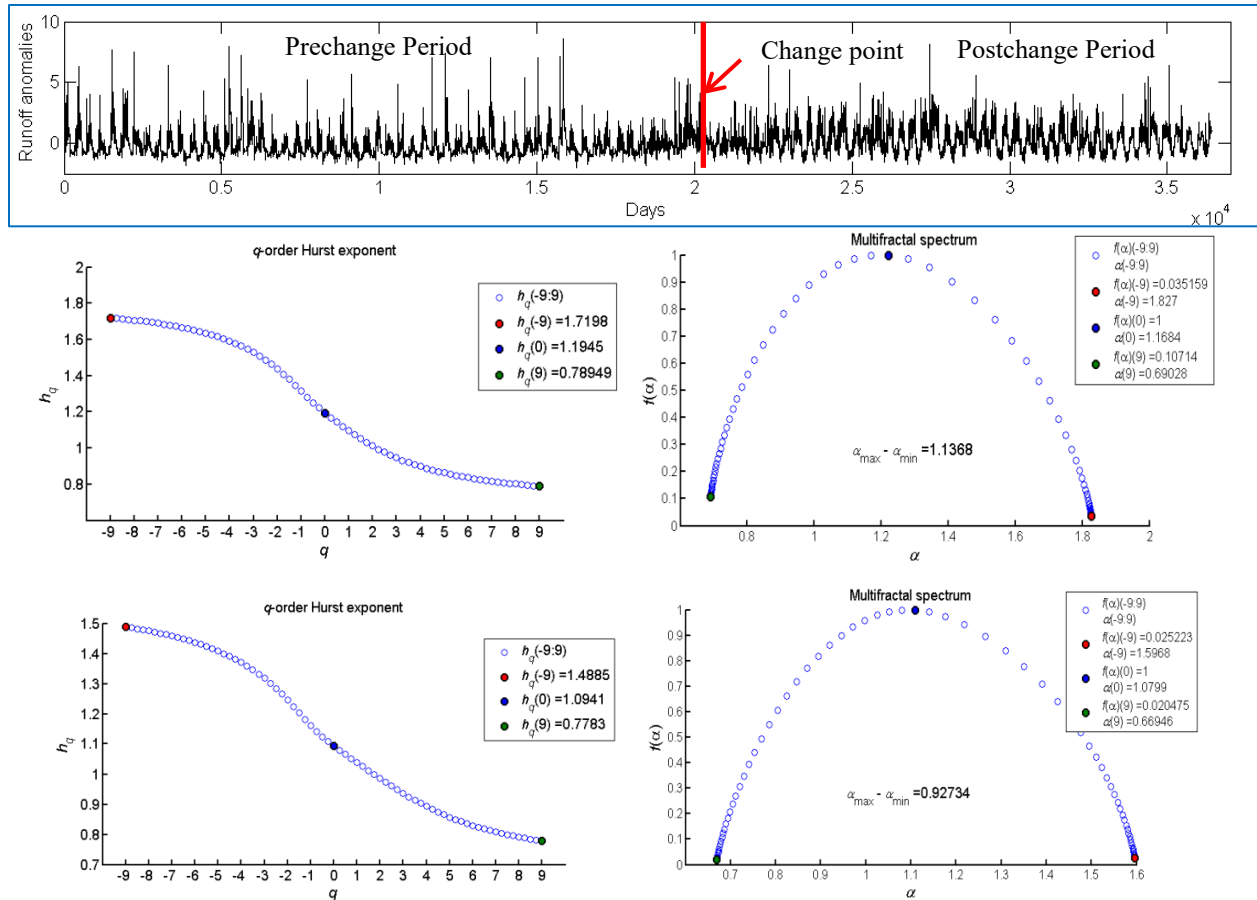 10
5
0
Runoff anomalies
Prechange Period
Change point
Postchange Period
0 0.5 1 1.5 2 2.5 3 3.5
Days
x 10⁴
q-order Hurst exponent
2
1.8
1.6
1.4
1.2
1
0.8
h_q
h_q(-9:9)
h_q(-9) =1.7198
h_q(0) =1.1945
h_q(9) =0.78949
-9 -8 -7 -6 -5 -4 -3 -2 -1 0 1 2 3 4 5 6 7 8 9
q
Multifractal spectrum
1
0.9
0.8
0.7
0.6
0.5
0.4
0.3
0.2
0.1
0
f(α)
f(α)(-9:9)
α(-9:9)
f(α)(-9) =0.035159
α(-9) =1.827
f(α)(0) =1
α(0) =1.1684
f(α)(9) =0.10714
α(9) =0.69028
α_max - α_min =1.1368
0.8 1 1.2 1.4 1.6 1.8 2
α
q-order Hurst exponent
1.5
1.4
1.3
1.2
1.1
1
0.9
0.8
0.7
h_q
h_q(-9:9)
h_q(-9) =1.4885
h_q(0) =1.0941
h_q(9) =0.7783
-9 -8 -7 -6 -5 -4 -3 -2 -1 0 1 2 3 4 5 6 7 8 9
q
Multifractal spectrum
1
0.9
0.8
0.7
0.6
0.5
0.4
0.3
0.2
0.1
0
f(α)
f(α)(-9:9)
α(-9:9)
f(α)(-9) =0.025223
α(-9) =1.5968
f(α)(0) =1
α(0) =1.0799
f(α)(9) =0.020475
α(9) =0.66946
α_max - α_min =0.92734
0.7 0.8 0.9 1 1.1 1.2 1.3 1.4 1.5 1.6
α